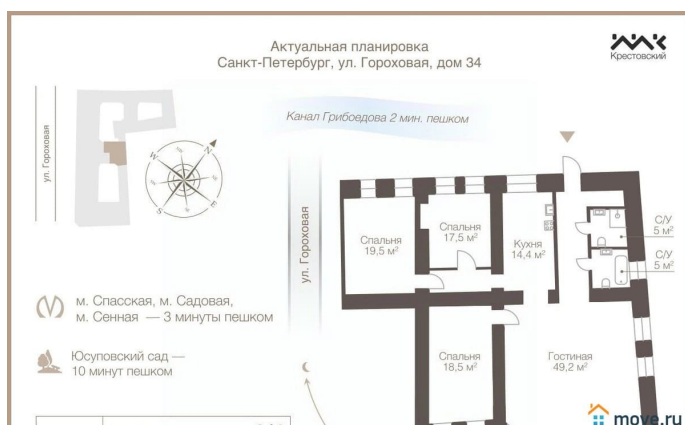 Актуальная планировка
Санкт-Петербург, ул. Гороховая, дом 34
Крестовский
ул. Гороховая
Канал Грибоедова 2 мин. пешком
W
N
S
E
ул. Гороховая
Спальня
19,5 м²
Спальня
17,5 м²
Кухня
14,4 м²
С/У
5 м²
С/У
5 м²
м. Спасская, м. Садовая,
м. Сенная — 3 минуты пешком
Юсуповский сад —
10 минут пешком
Спальня
18,5 м²
Гостиная
49,2 м²
move.ru